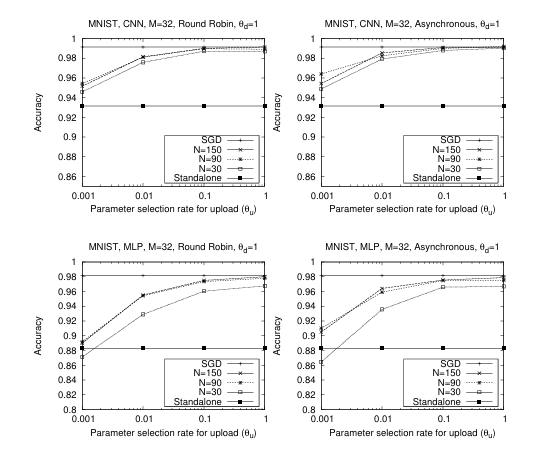 MNIST, CNN, M=32, Round Robin, θd=1
1
0.98
0.96
0.94
0.92
0.9
0.88
0.86
Accuracy
SGD
N=150
N=90
N=30
Standalone
0.001 0.01 0.1 1
Parameter selection rate for upload (θu)
MNIST, CNN, M=32, Asynchronous, θd=1
1
0.98
0.96
0.94
0.92
0.9
0.88
0.86
Accuracy
SGD
N=150
N=90
N=30
Standalone
0.001 0.01 0.1 1
Parameter selection rate for upload (θu)
MNIST, MLP, M=32, Round Robin, θd=1
1
0.98
0.96
0.94
0.92
0.9
0.88
0.86
0.84
0.82
0.8
Accuracy
SGD
N=150
N=90
N=30
Standalone
0.001 0.01 0.1 1
Parameter selection rate for upload (θu)
MNIST, MLP, M=32, Asynchronous, θd=1
1
0.98
0.96
0.94
0.92
0.9
0.88
0.86
0.84
0.82
0.8
Accuracy
SGD
N=150
N=90
N=30
Standalone
0.001 0.01 0.1 1
Parameter selection rate for upload (θu)